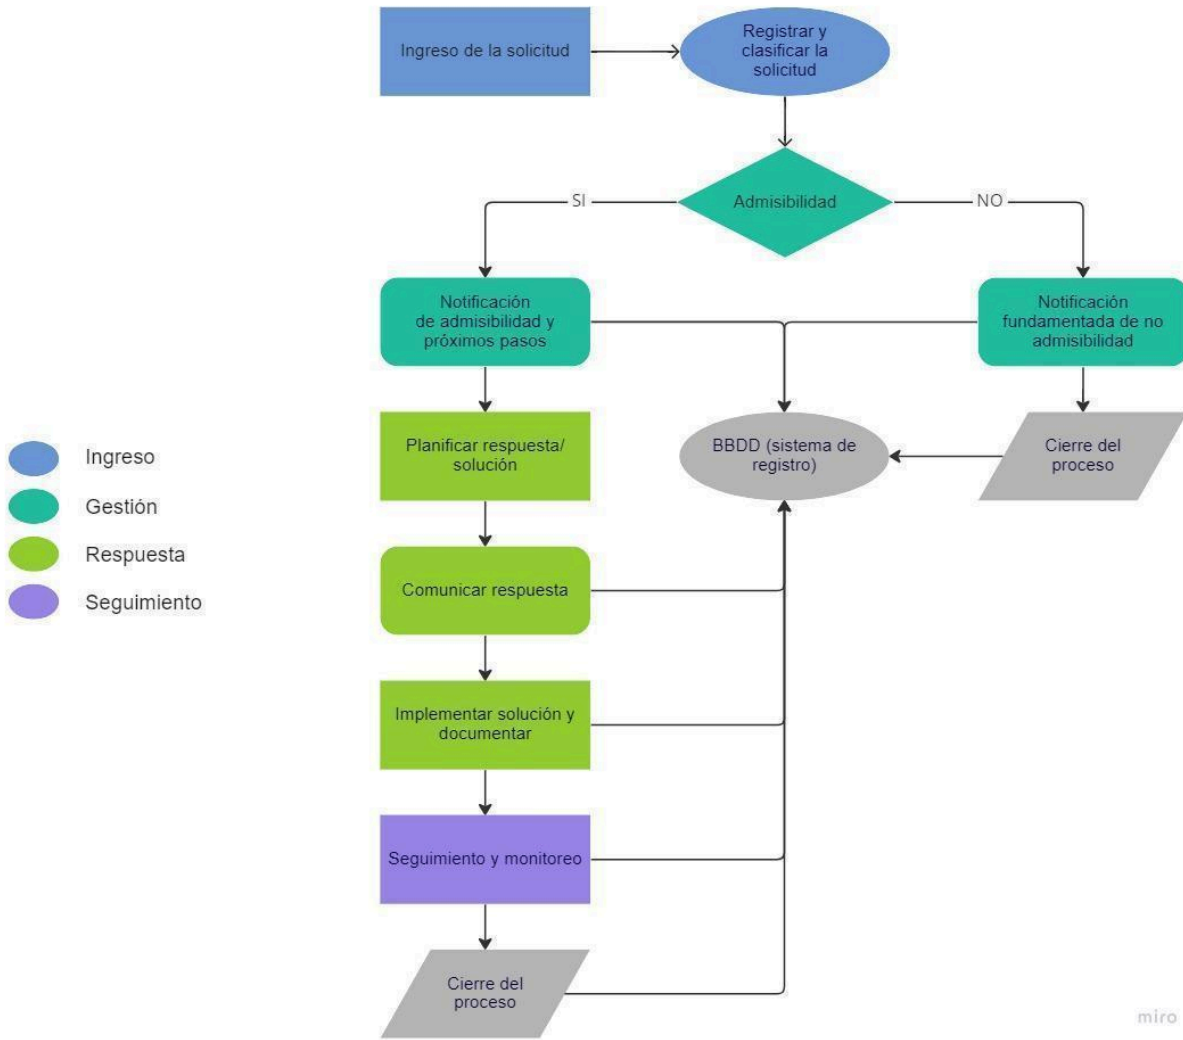 Ingreso de la solicitud
Registrar y
clasificar la
solicitud
Admisibilidad
SI
NO
Notificación
de admisibilidad y
próximos pasos
Notificación
fundamentada de no
admisibilidad
Planificar respuesta/
solución
BBDD (sistema de
registro)
Cierre del
proceso
Ingreso
Gestión
Respuesta
Seguimiento
Comunicar respuesta
Implementar solución y
documentar
Seguimiento y monitoreo
Cierre del
proceso
miro